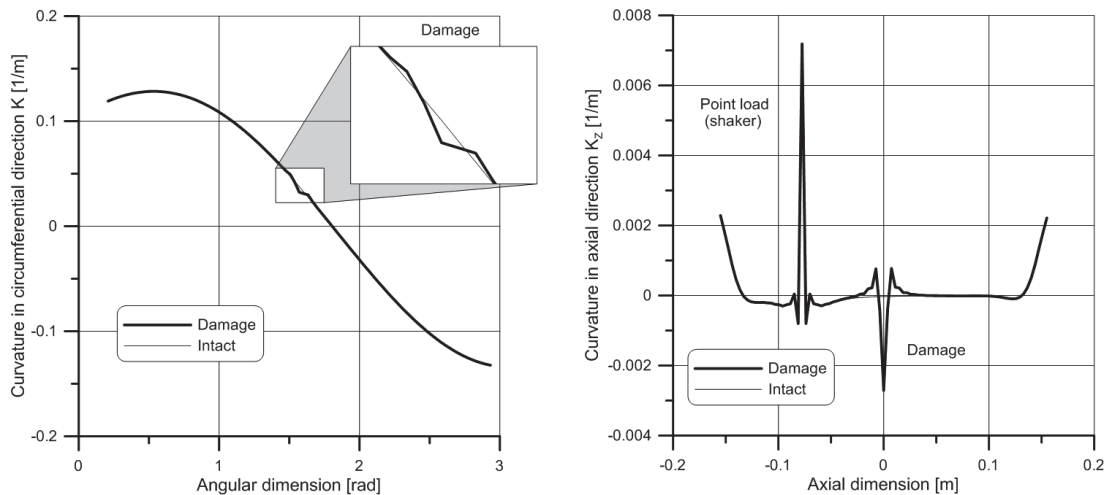 Curvature in circumferential direction K [1/m]
0.2
0.1
0
-0.1
-0.2
Damage
Damage
Intact
0
1
2
3
Angular dimension [rad]
Curvature in axial direction K_Z [1/m]
0.008
0.006
0.004
0.002
0
-0.002
-0.004
Point load
(shaker)
Damage
Damage
Intact
-0.2
-0.1
0
0.1
0.2
Axial dimension [m]